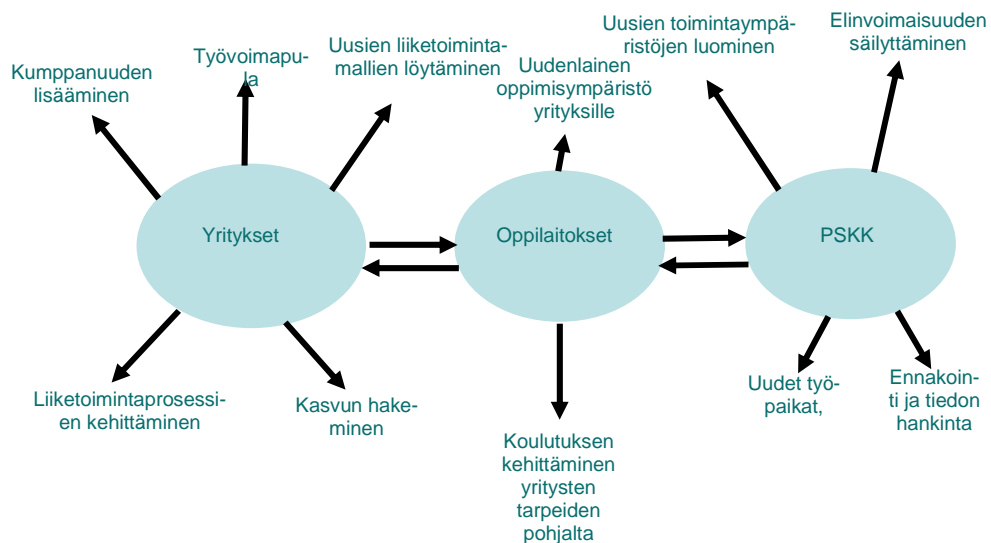 Kumppanuuden
lisääminen
Työvoimapu-
la
Uusien liiketoiminta-
mallien löytäminen
Uudenlainen
oppimisympäristö
yrityksille
Uusien toimintaympä-
ristöjen luominen
Elinvoimaisuuden
säilyttäminen
Yritykset
Oppilaitokset
PSKK
Liiketoimintaprosessi-
en kehittäminen
Kasvun hake-
minen
Koulutuksen
kehittäminen
yritysten
tarpeiden
pohjalta
Uudet työ-
paikat,
Ennakoin-
ti ja tiedon
hankinta